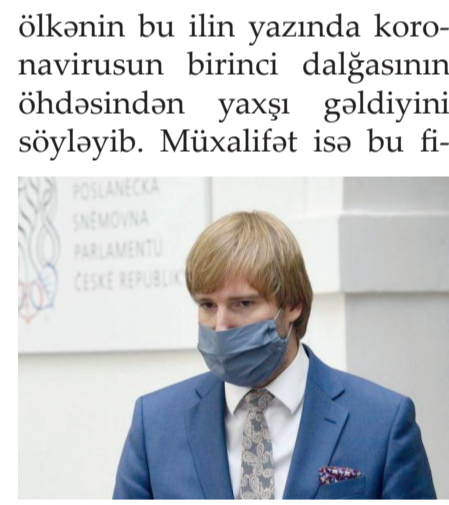 ölkənin bu ilin yazında koro-
navirusun birinci dalğasının
öhdəsindən yaxşı gəldiyini
söyləyib. Müxalifət isə bu fi-
POSLANECKÁ
SNĚMOVNA
PARLAMENTU
ČESKÉ REPUBLIK